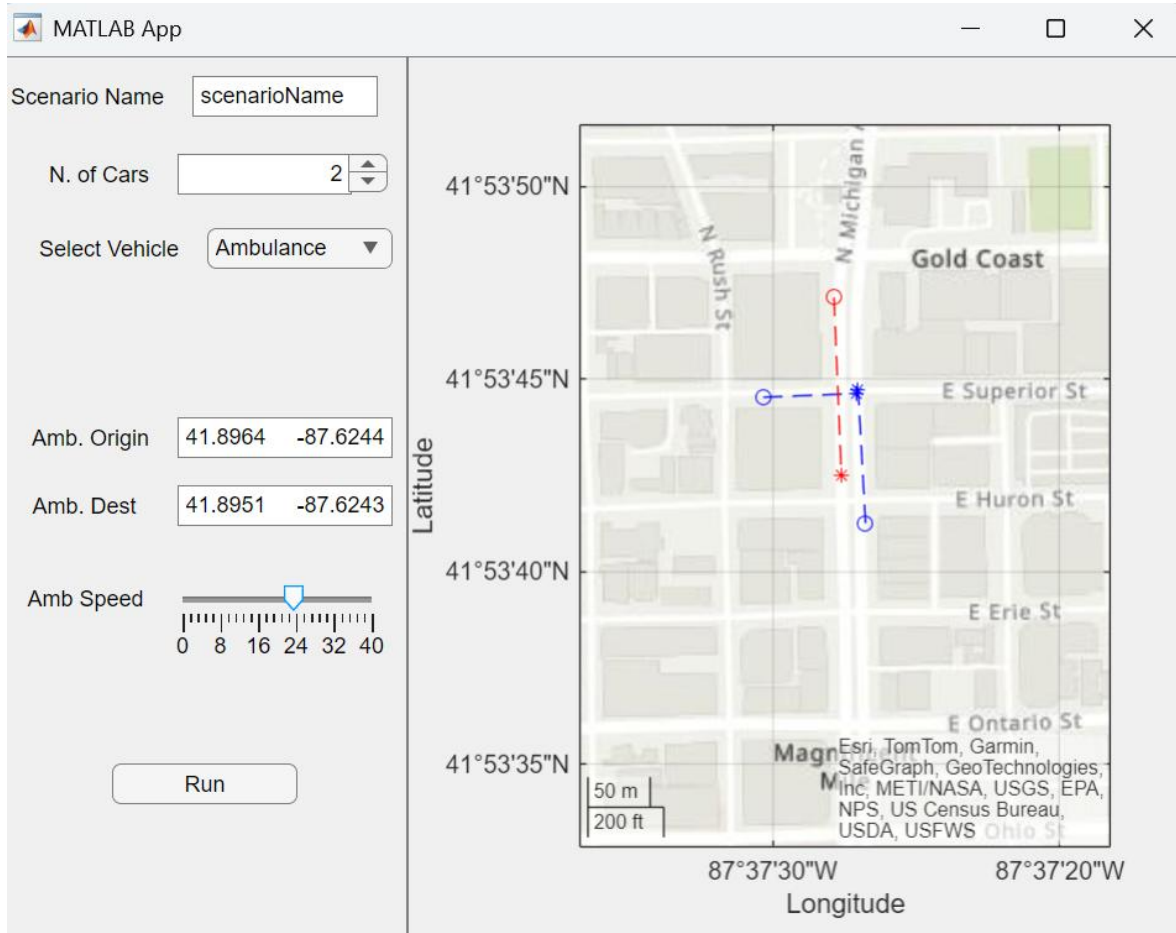 MATLAB App
Scenario Name
scenarioName
N. of Cars
2
Select Vehicle
Ambulance
Amb. Origin
41.8964 -87.6244
Amb. Dest
41.8951 -87.6243
Amb Speed
0 8 16 24 32 40
Run
Latitude
41°53'50"N
41°53'45"N
41°53'40"N
41°53'35"N
N Michigan
N Rush St
Gold Coast
E Superior St
E Huron St
E Erie St
E Ontario St
Esri, TomTom, Garmin,
SafeGraph, GeoTechnologies,
Inc, METI/NASA, USGS, EPA,
NPS, US Census Bureau,
USDA, USFWS
Ohio St
50 m
200 ft
87°37'30"W
87°37'20"W
Longitude